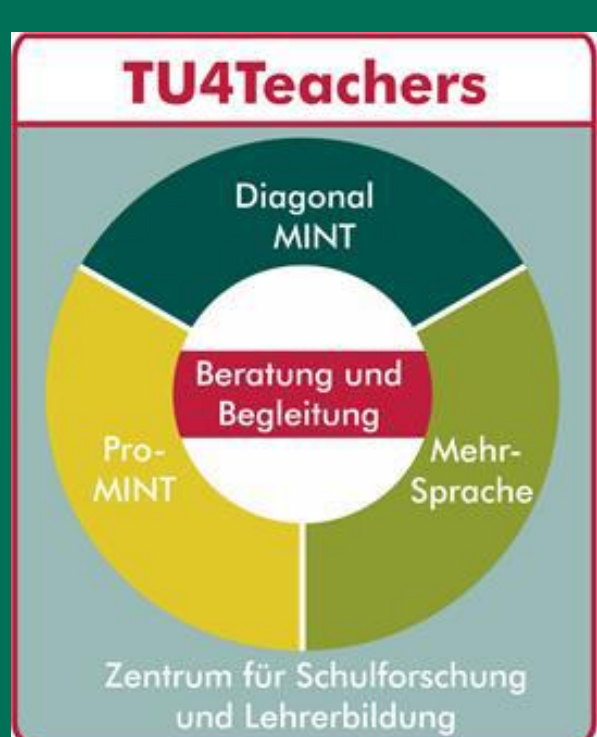 TU4Teachers
Diagonal
MINT
Beratung und
Begleitung
Pro-
MINT
Mehr-
Sprache
Zentrum für Schulforschung
und Lehrerbildung